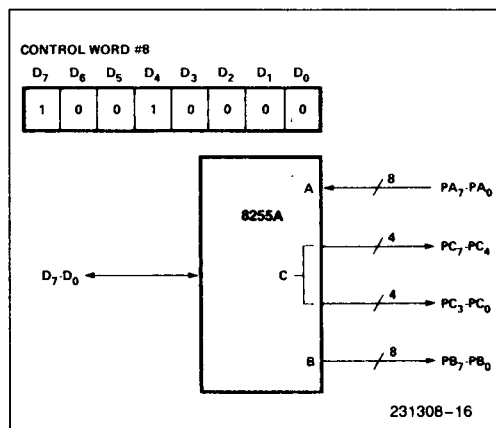 CONTROL WORD #8
D7 D6 D5 D4 D3 D2 D1 D0
1 0 0 1 0 0 0 0
8255A
A 8 PA7-PA0
4 PC7-PC4
D7-D0 C
4 PC3-PC0
B 8 PB7-PB0
231308-16